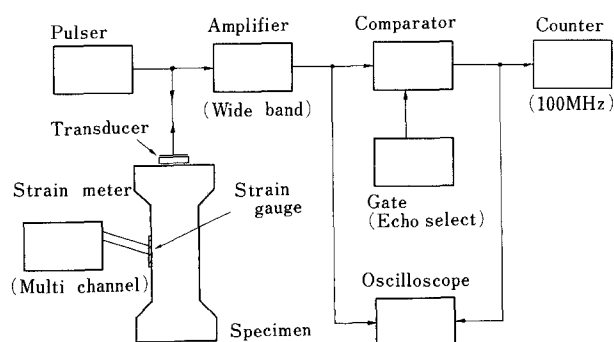 Pulser
Amplifier
Comparator
Counter
(Wide band)
(100MHz)
Transducer
Strain meter
Strain
gauge
Gate
(Echo select)
(Multi channel)
Oscilloscope
Specimen